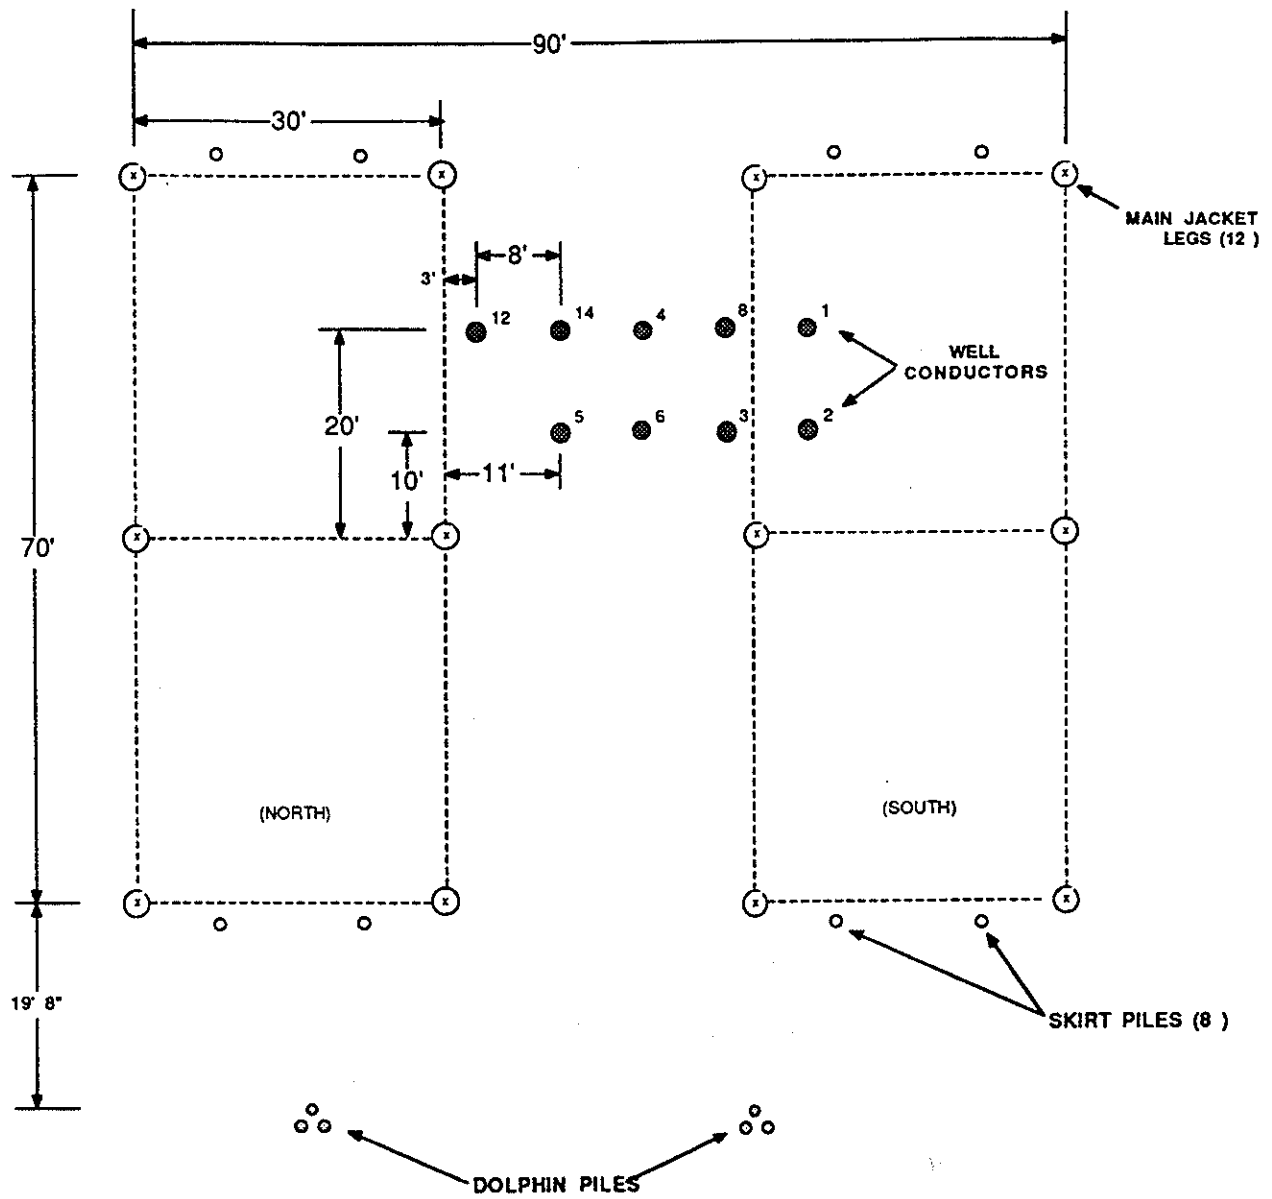 90'
30'
MAIN JACKET
LEGS (12 )
8'
3'
12
14
4
8
1
WELL
CONDUCTORS
20'
5
6
3
2
10'
11'
70'
(NORTH)
(SOUTH)
19' 8"
SKIRT PILES (8 )
DOLPHIN PILES